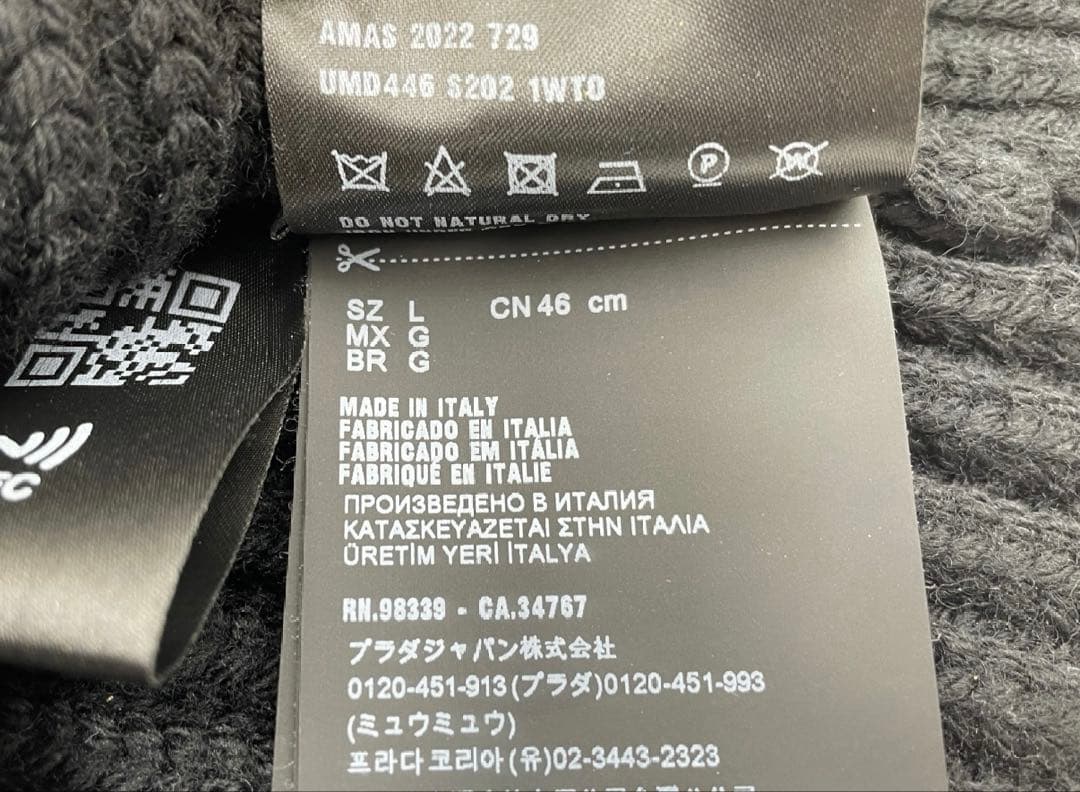 AMAS 2022 729
UMD446 S202 1WT0
DO NOT NATURAL DRY
SZ L CN 46 cm
MX G
BR G
MADE IN ITALY
FABRICADO EN ITALIA
FABRICADO EM ITALIA
FABRIQUÉ EN ITALIE
ПРОИЗВЕДЕНО В ИТАЛИЯ
ΚΑΤΑΣΚΕΥΑΖΕΤΑΙ ΣΤΗΝ ΙΤΑΛΙΑ
ÜRETİM YERİ İTALYA
RN.98339 - CA.34767
プラダジャパン株式会社
0120-451-913(プラダ)0120-451-993
(ミュウミュウ)
프라다코리아(유)02-3443-2323